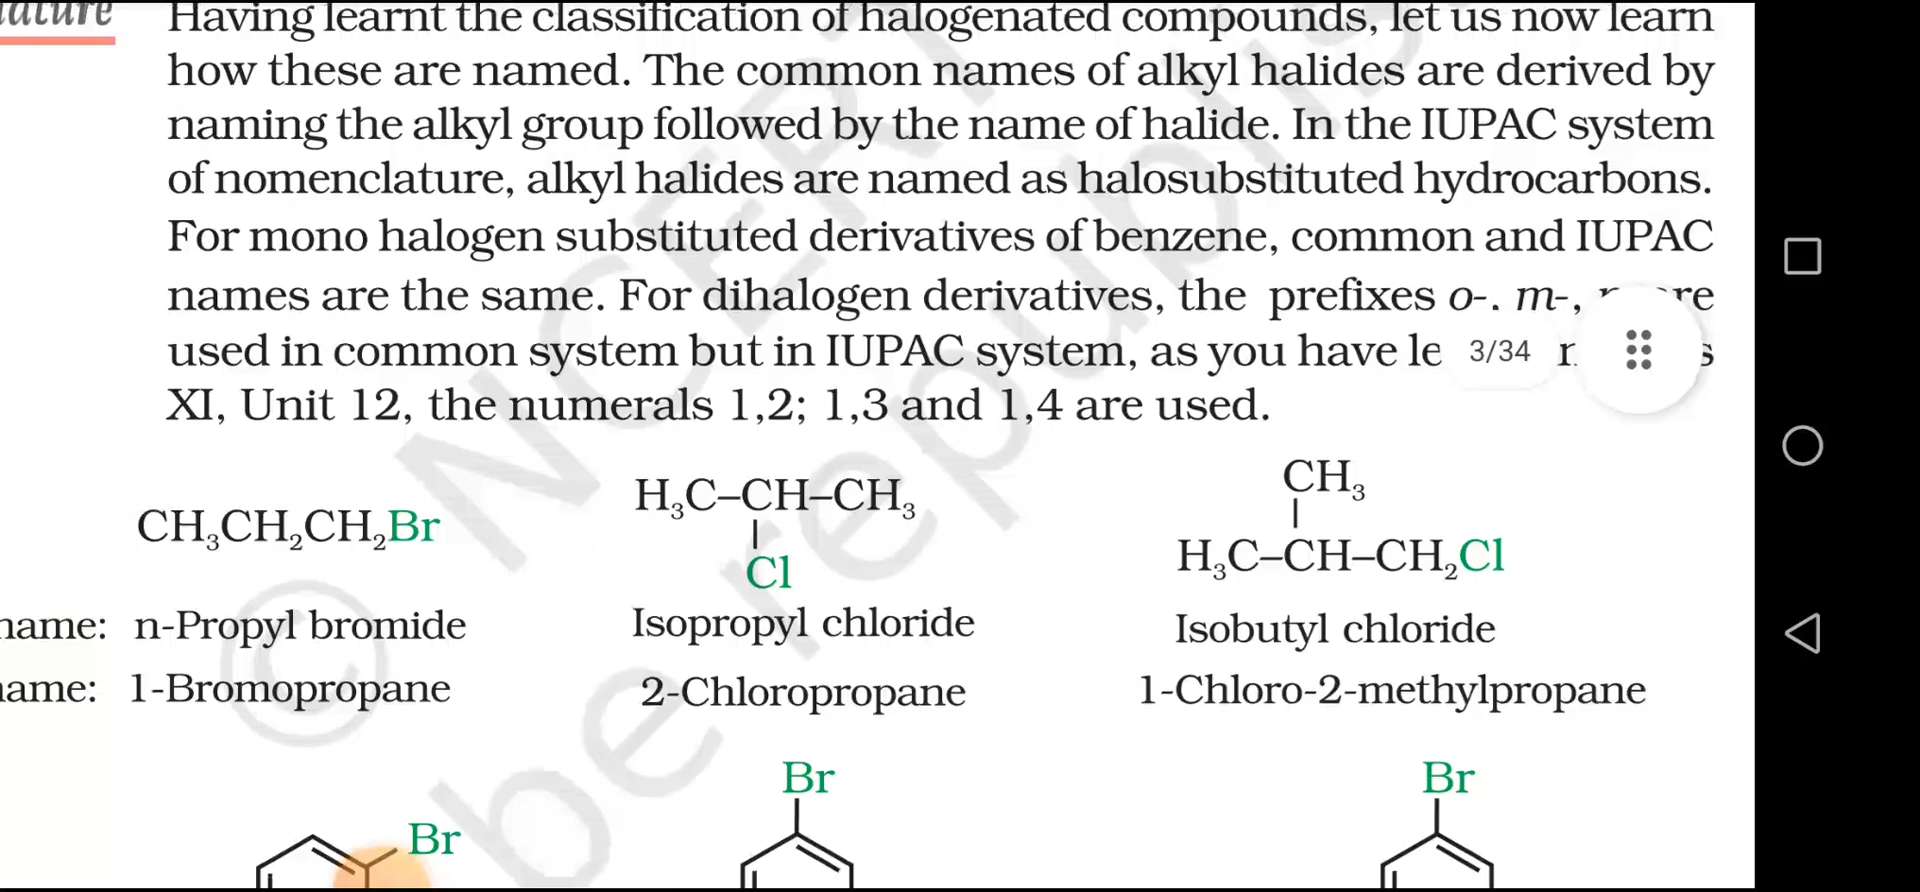 Having learnt the classification of halogenated compounds, let us now learn
how these are named. The common names of alkyl halides are derived by
naming the alkyl group followed by the name of halide. In the IUPAC system
of nomenclature, alkyl halides are named as halosubstituted hydrocarbons.
For mono halogen substituted derivatives of benzene, common and IUPAC
names are the same. For dihalogen derivatives, the prefixes o-. m-,
used in common system but in IUPAC system, as you have
3/34
XI, Unit 12, the numerals 1,2; 1,3 and 1,4 are used.
CH₃CH₂CH₂Br
H₃C–CH–CH₃
Cl
CH₃
H₃C–CH–CH₂Cl
n-Propyl bromide
Isopropyl chloride
Isobutyl chloride
1-Bromopropane
2-Chloropropane
1-Chloro-2-methylpropane
Br
Br
Br
© NCERT
be republis